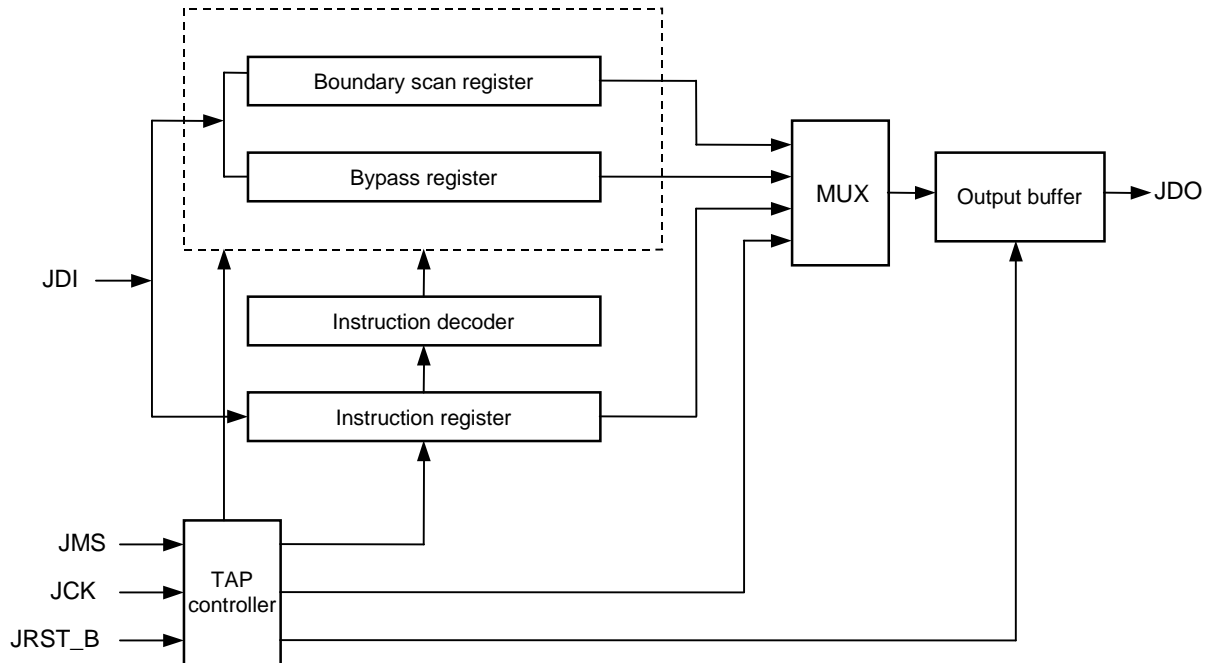 Boundary scan register
Bypass register
MUX
Output buffer
JDO
JDI
Instruction decoder
Instruction register
JMS
JCK
JRST_B
TAP
controller